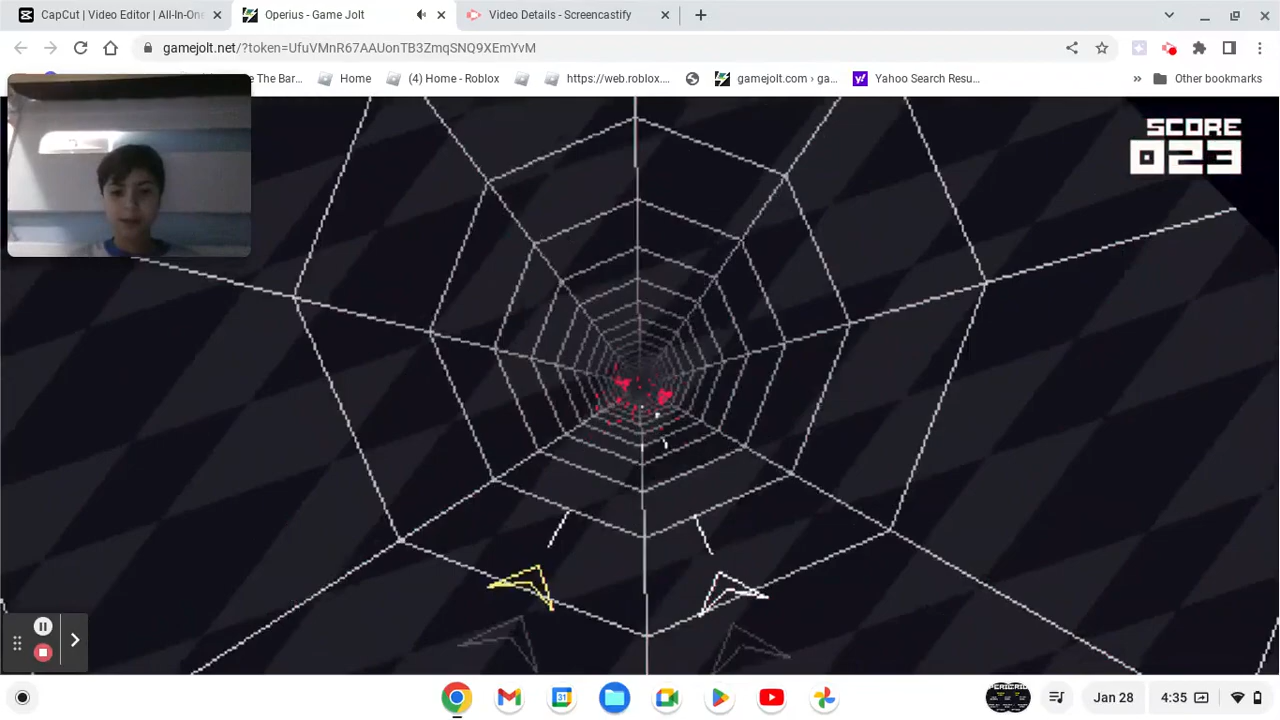 CapCut | Video Editor | All-In-One
Operius - Game Jolt
Video Details - Screencastify
gamejolt.net/?token=UfuVMnR67AAUonTB3ZmqSNQ9XEmYvM
The Bar...
Home
(4) Home - Roblox
https://web.roblox....
gamejolt.com › ga...
Yahoo Search Resu...
Other bookmarks
SCORE
023
Jan 28
4:35